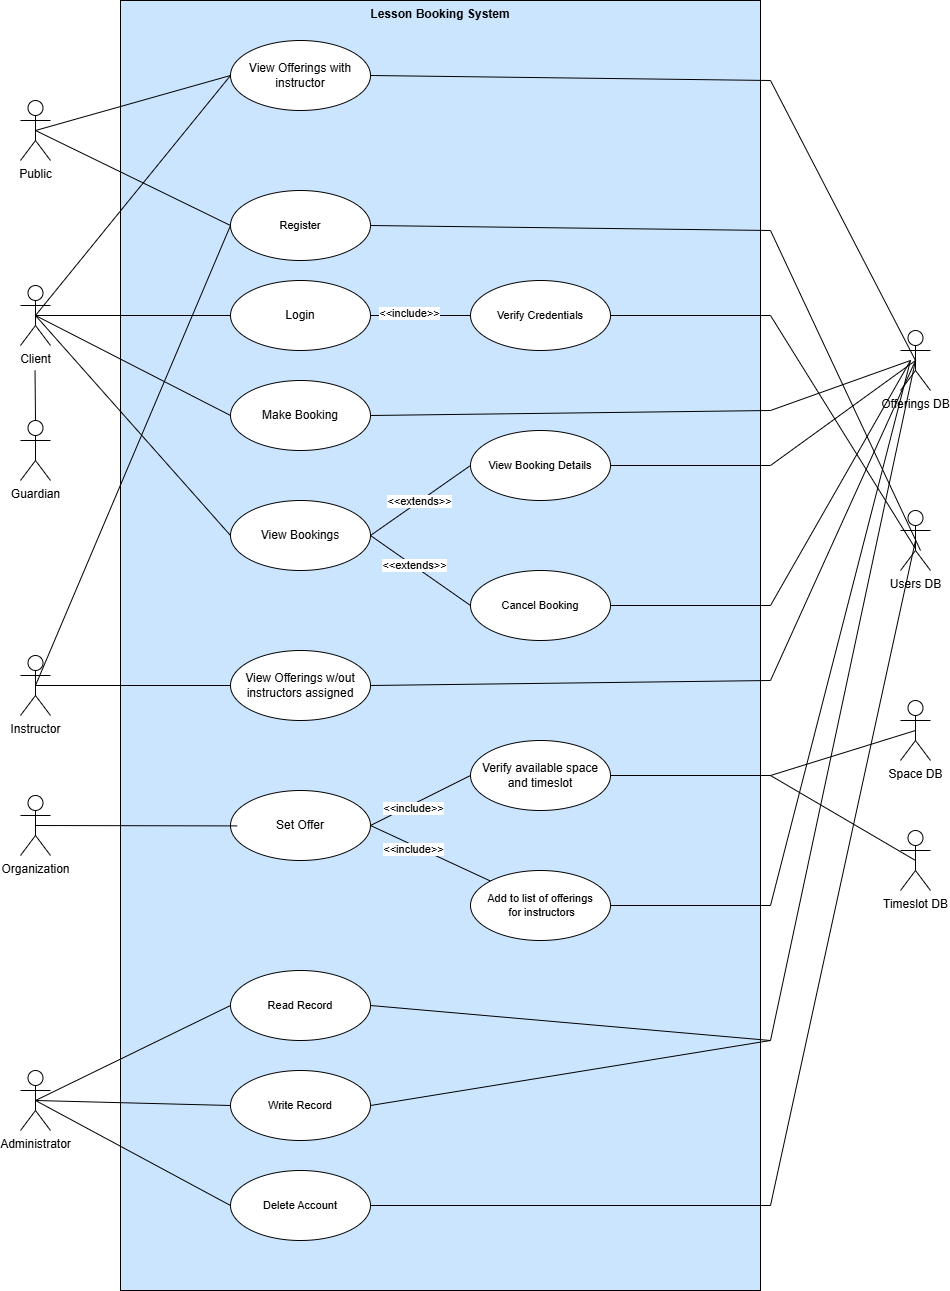 Lesson Booking System
View Offerings with
instructor
Public
Register
Client
Login
<<include>>
Verify Credentials
Make Booking
Offerings DB
Guardian
View Booking Details
<<extends>>
View Bookings
<<extends>>
Cancel Booking
Users DB
Instructor
View Offerings w/out
instructors assigned
Verify available space
and timeslot
Space DB
<<include>>
Set Offer
Organization
<<include>>
Add to list of offerings
for instructors
Timeslot DB
Read Record
Write Record
Administrator
Delete Account